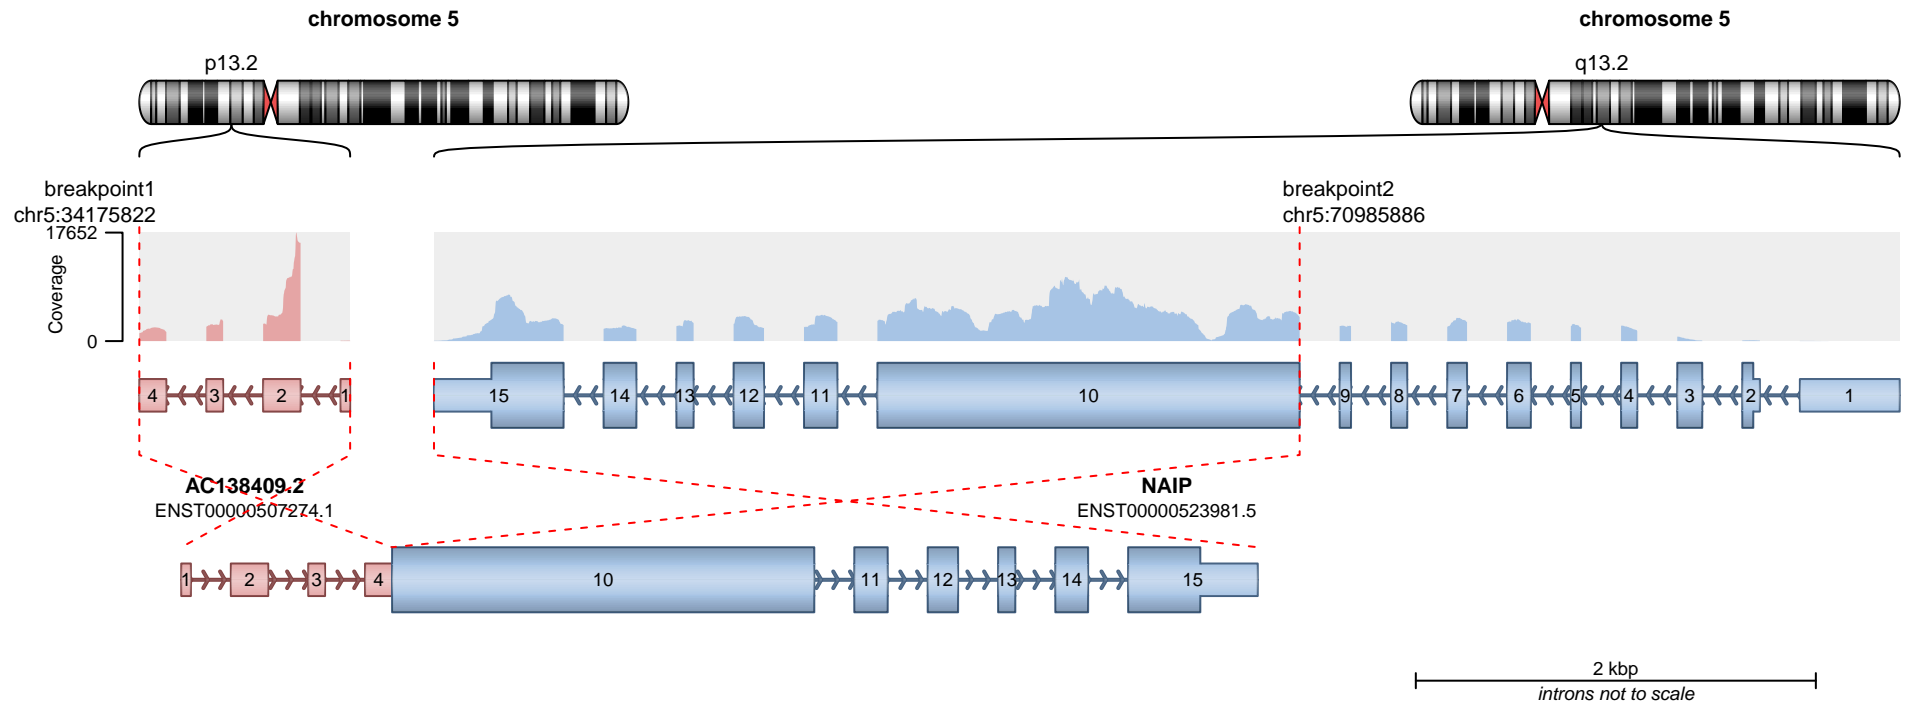 chromosome 5
chromosome 5
p13.2
q13.2
breakpoint1
chr5:34175822
breakpoint2
chr5:70985886
17652
Coverage
0
4 3 2 1
15 14 13 12 11 10 9 8 7 6 5 4 3 2 1
AC138409.2
ENST00000507274.1
NAIP
ENST00000523981.5
1 2 3 4 10 11 12 13 14 15
2 kbp
introns not to scale